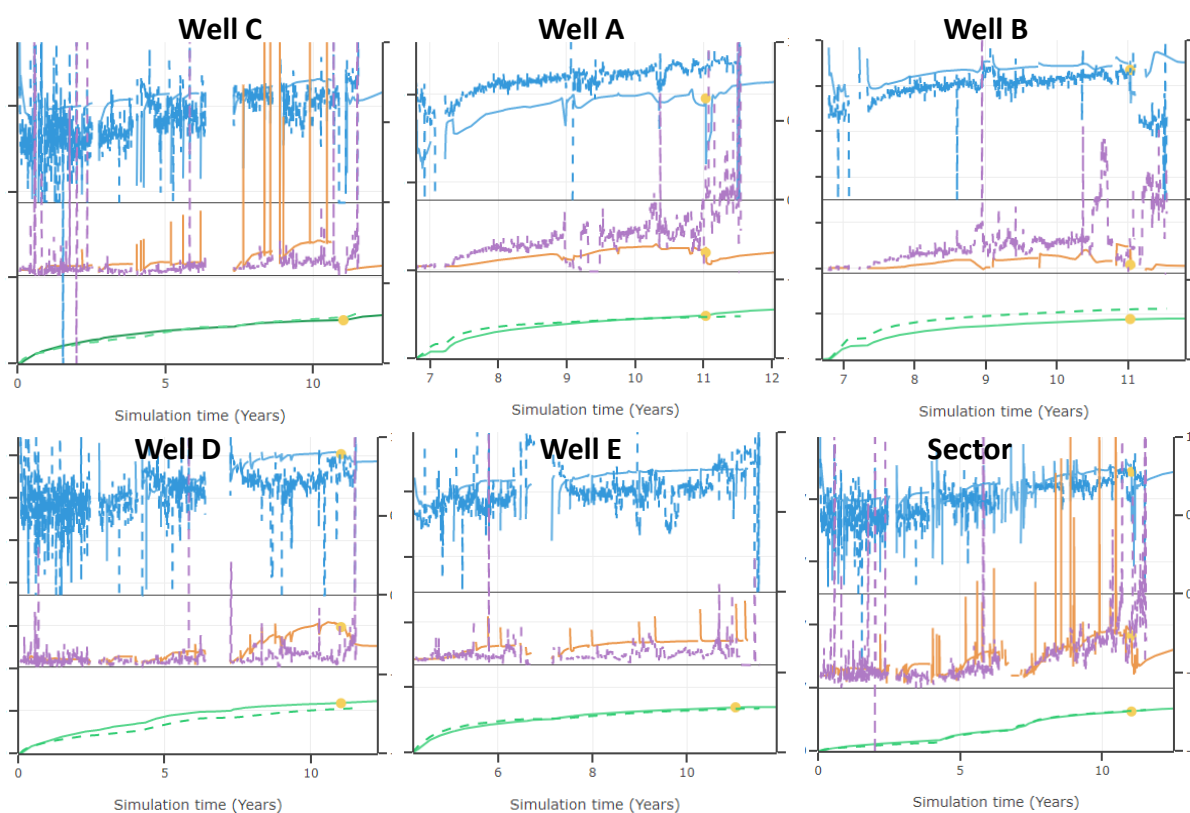 Well C
Well A
Well B
0 5 10
7 8 9 10 11 12
7 8 9 10 11
Simulation time (Years)
Simulation time (Years)
Simulation time (Years)
Well D
Well E
Sector
0 5 10
6 8 10
0 5 10
Simulation time (Years)
Simulation time (Years)
Simulation time (Years)